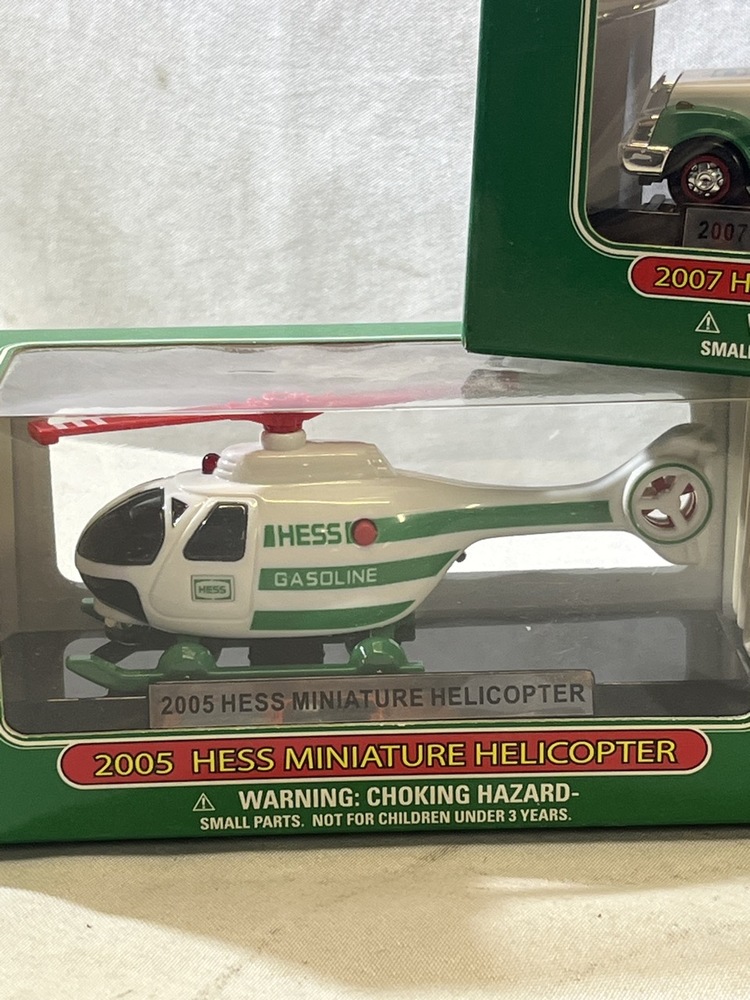 2007
2007 H
SMALL
HESS
GASOLINE
HESS
2005 HESS MINIATURE HELICOPTER
2005 HESS MINIATURE HELICOPTER
WARNING: CHOKING HAZARD-
SMALL PARTS. NOT FOR CHILDREN UNDER 3 YEARS.